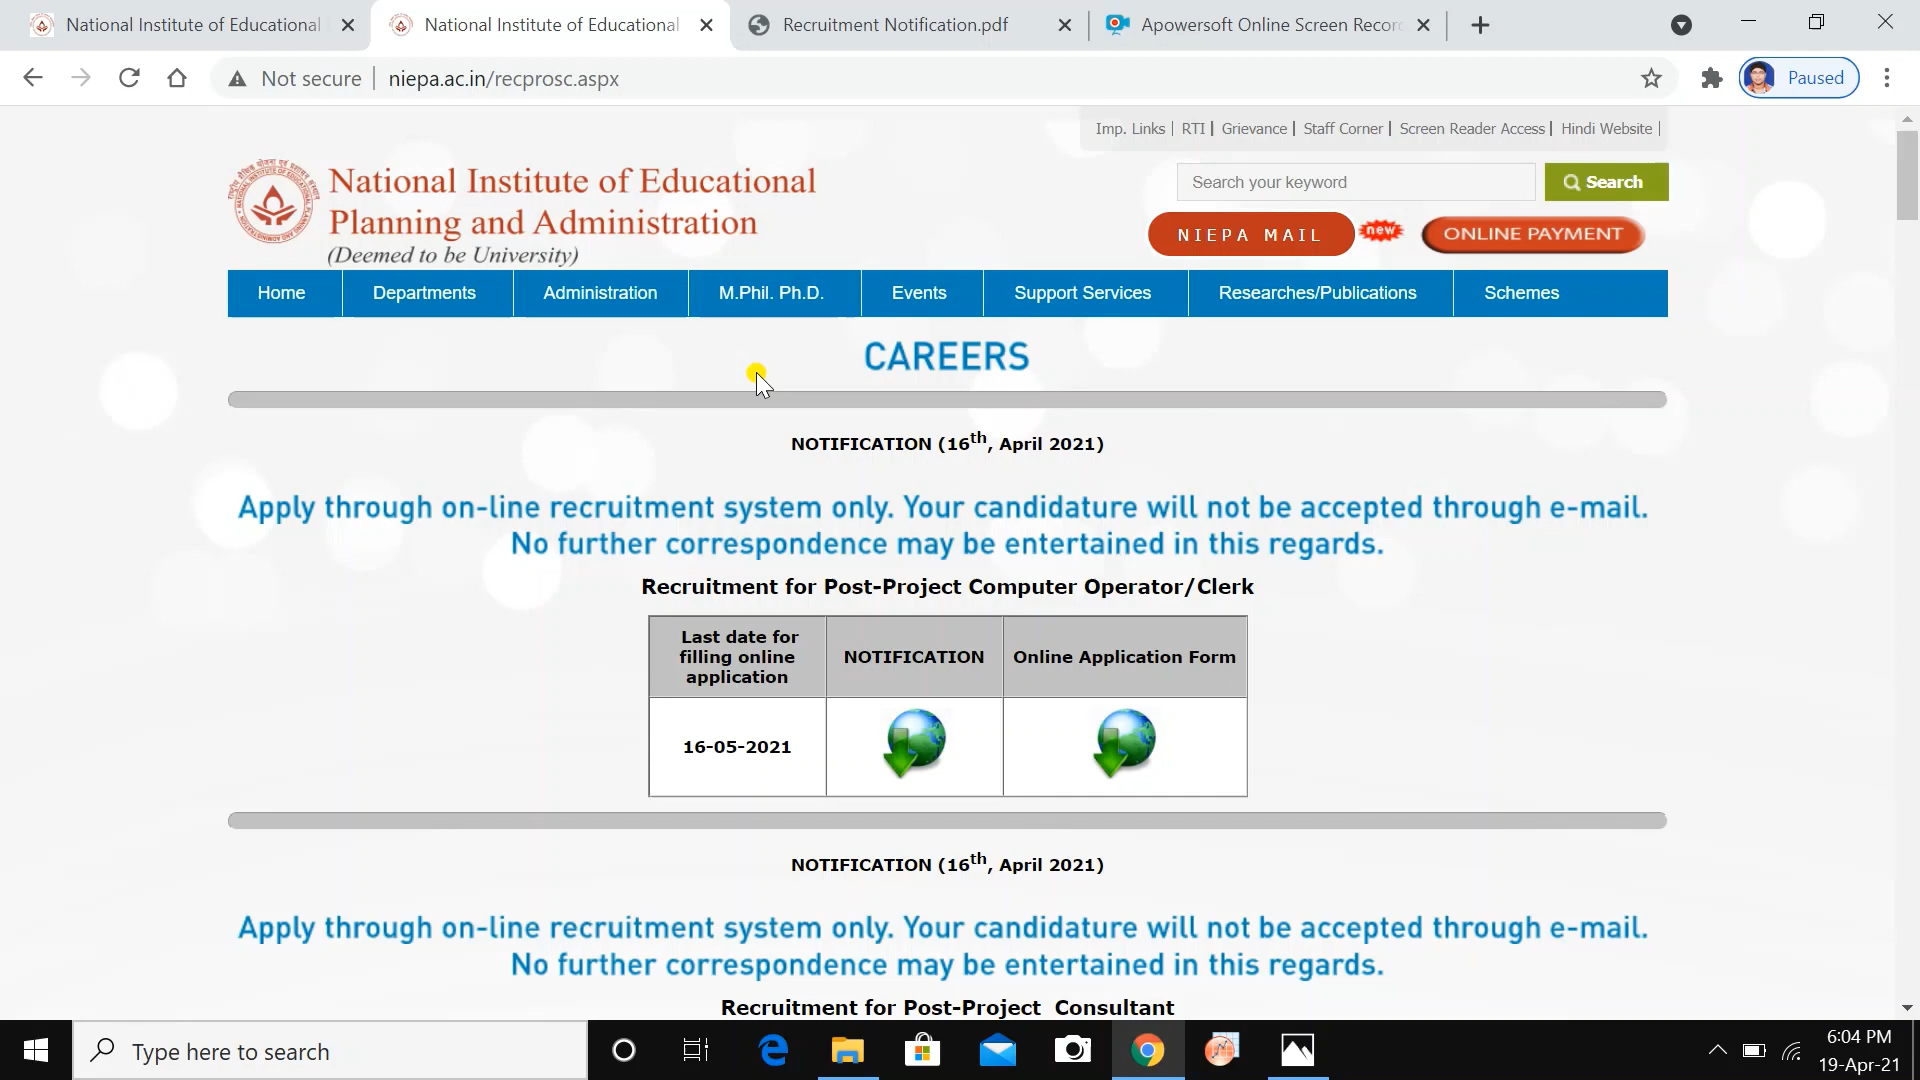 National Institute of Educational
National Institute of Educational
Recruitment Notification.pdf
Apowersoft Online Screen Recor
Not secure
niepa.ac.in/recprosc.aspx
Paused
Imp. Links | RTI | Grievance | Staff Corner | Screen Reader Access | Hindi Website |
National Institute of Educational
Planning and Administration
(Deemed to be University)
Search your keyword
Search
NIEPA MAIL
new
ONLINE PAYMENT
Home
Departments
Administration
M.Phil. Ph.D.
Events
Support Services
Researches/Publications
Schemes
CAREERS
NOTIFICATION (16th, April 2021)
Apply through on-line recruitment system only. Your candidature will not be accepted through e-mail.
No further correspondence may be entertained in this regards.
Recruitment for Post-Project Computer Operator/Clerk
Last date for
filling online
application
NOTIFICATION
Online Application Form
16-05-2021
NOTIFICATION (16th, April 2021)
Apply through on-line recruitment system only. Your candidature will not be accepted through e-mail.
No further correspondence may be entertained in this regards.
Recruitment for Post-Project Consultant
Type here to search
6:04 PM
19-Apr-21